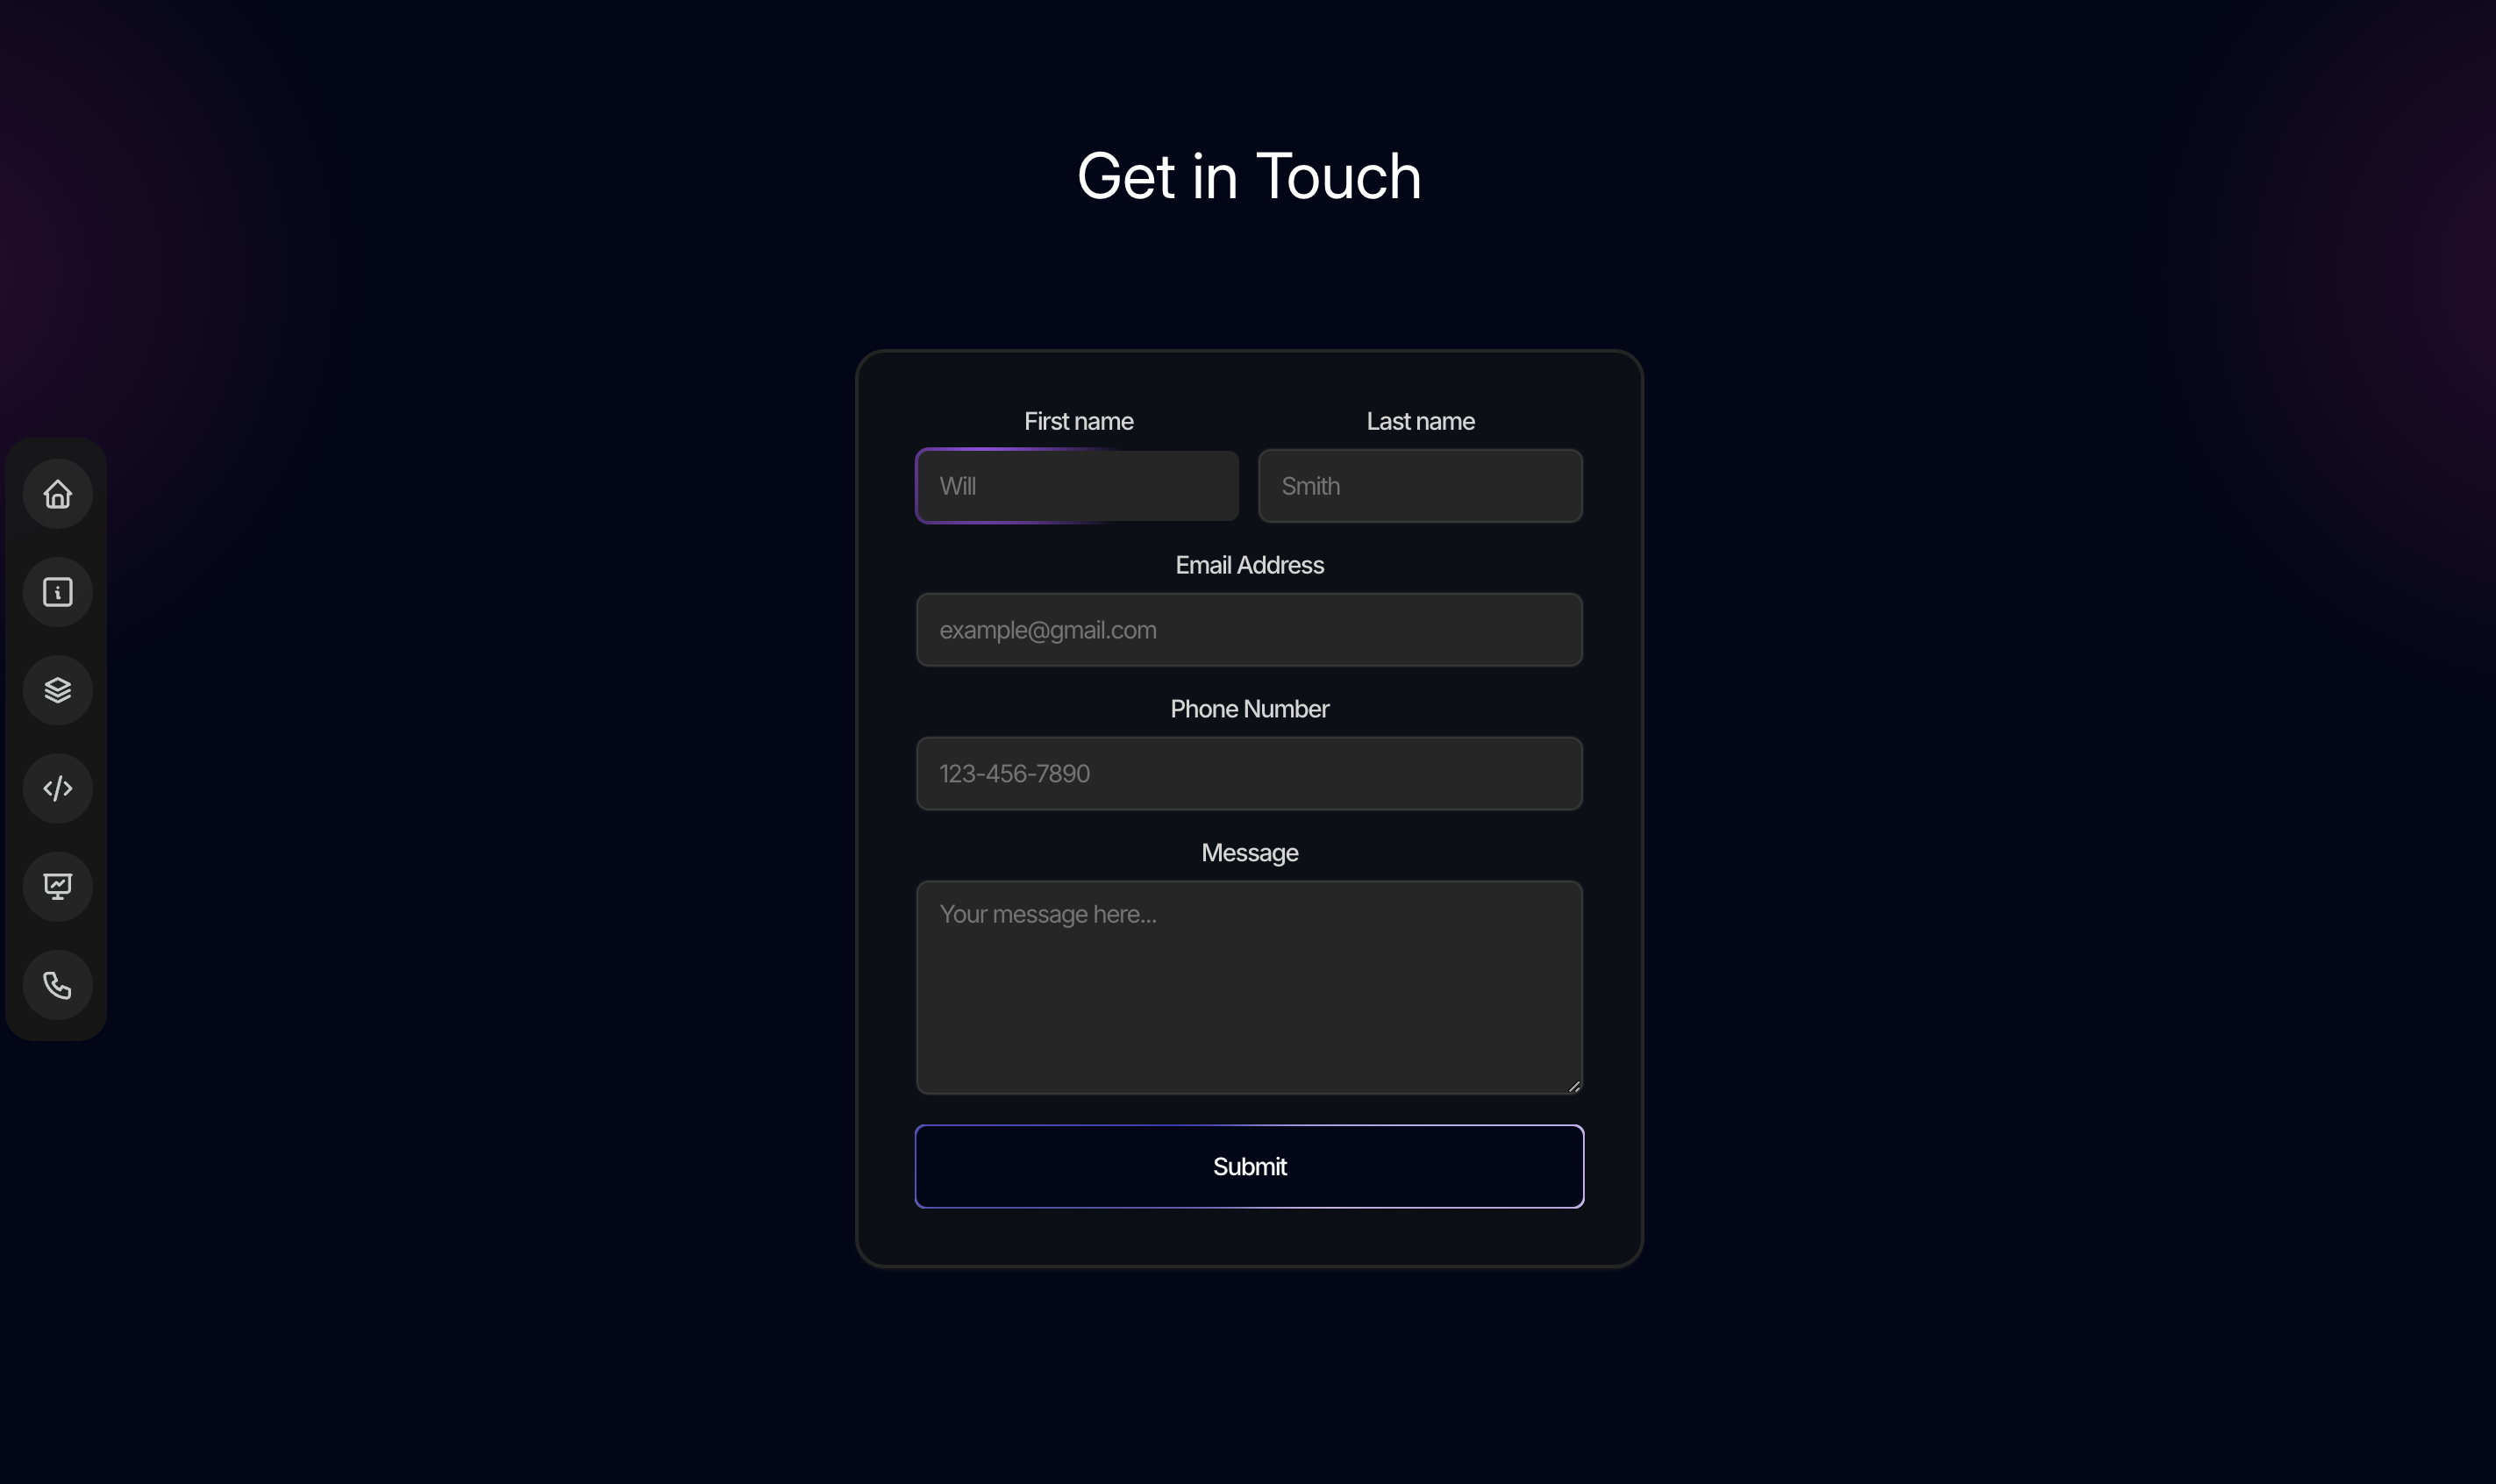 Get in Touch
First name
Last name
Will
Smith
Email Address
example@gmail.com
Phone Number
123-456-7890
Message
Your message here...
Submit